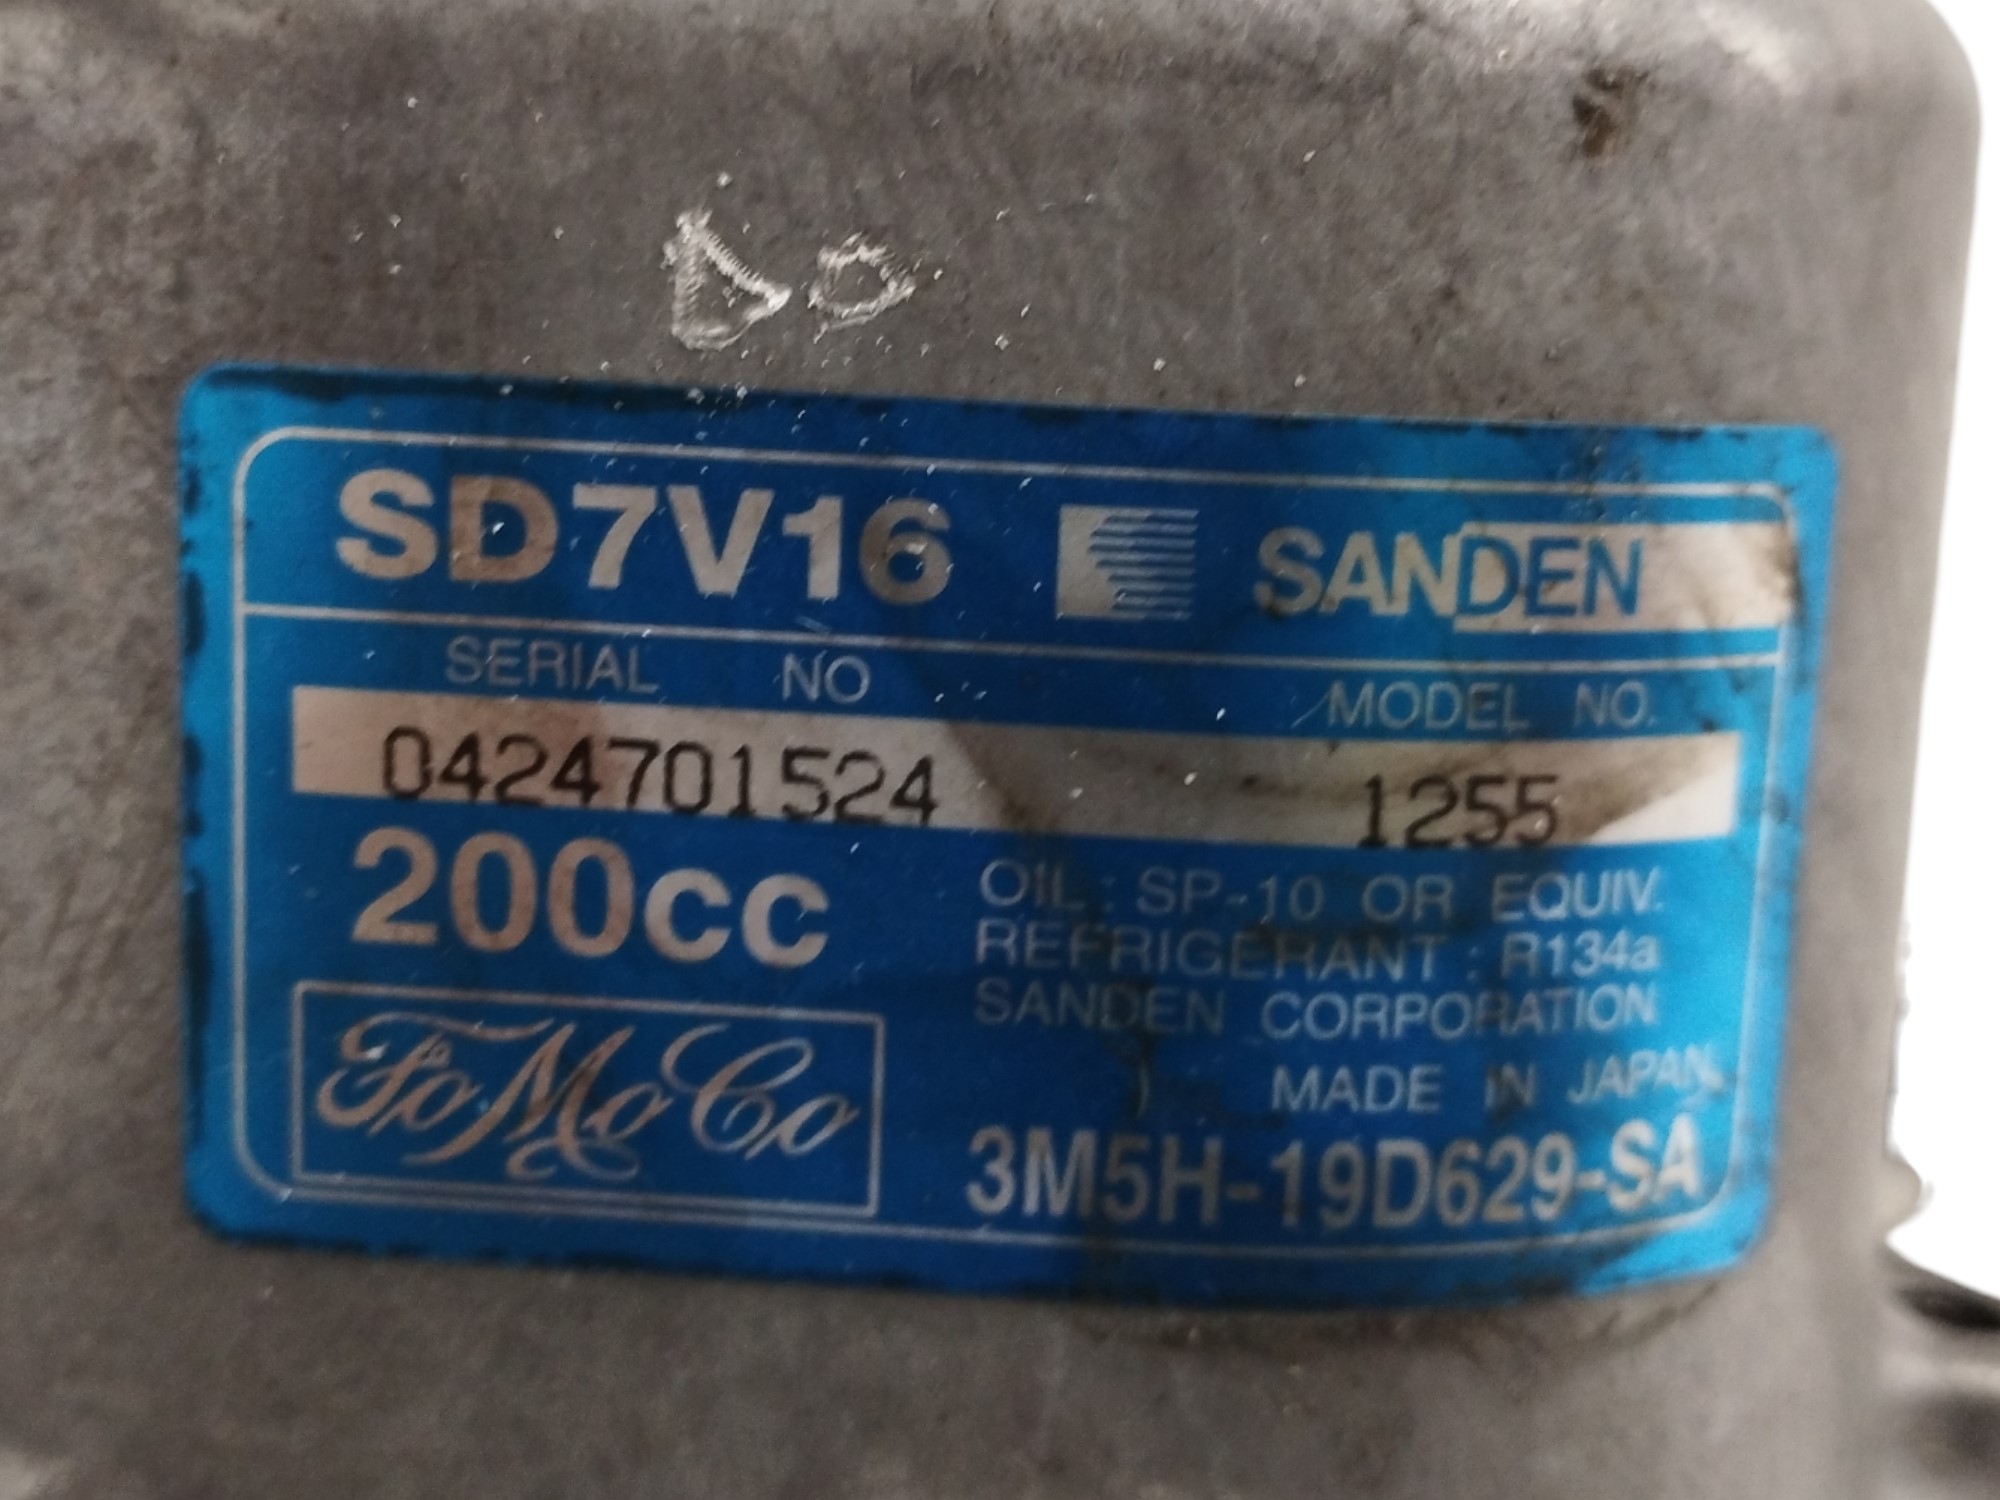 SD7V16 SANDEN
SERIAL NO MODEL NO.
0424701524 1255
200cc
OIL : SP-10 OR EQUIV.
REFRIGERANT : R134a
SANDEN CORPORATION
MADE IN JAPAN
FoMoCo
3M5H-19D629-SA